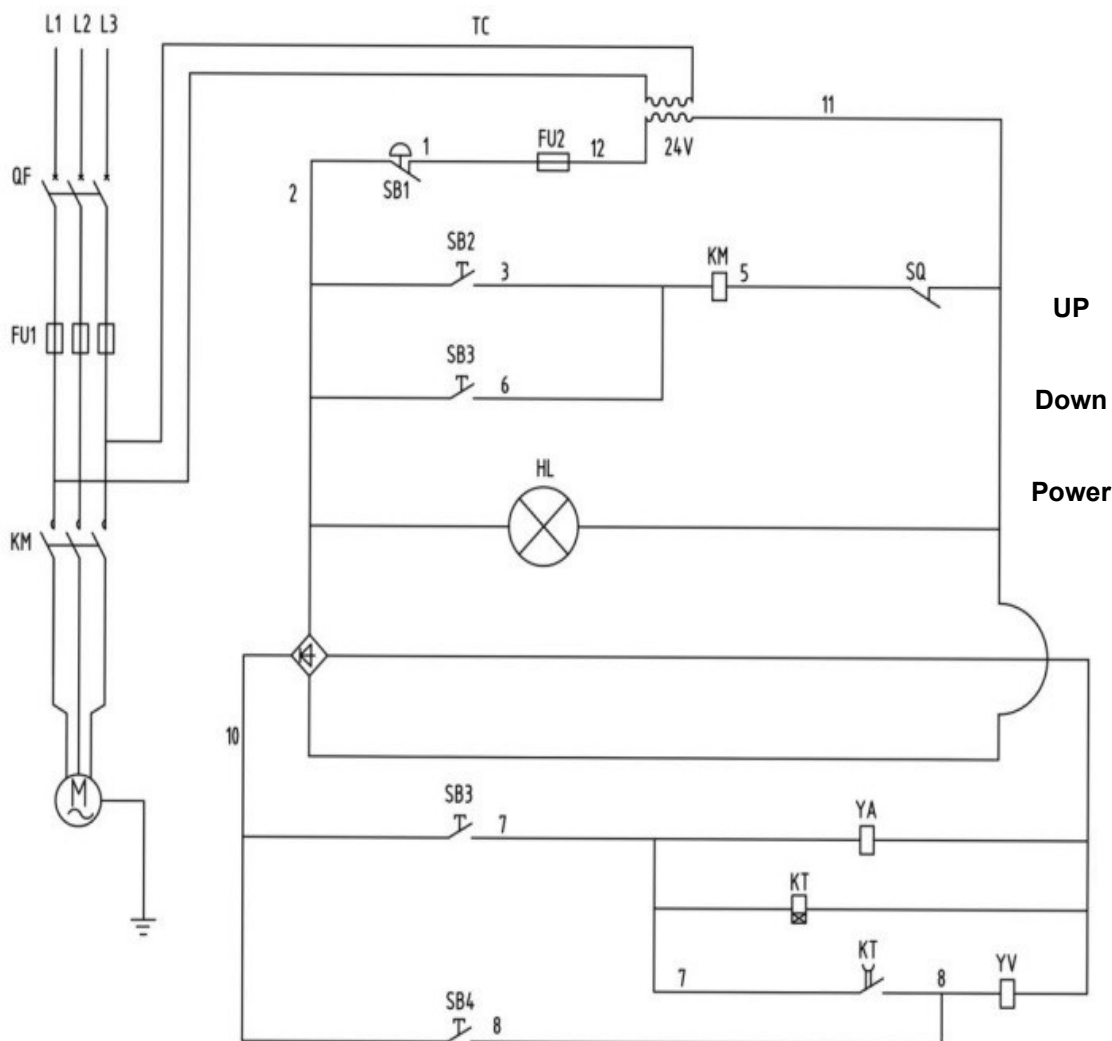 L1 L2 L3
TC
11
FU2
24V
1
12
QF
2
SB1
SB2
3
KM
5
SQ
UP
FU1
SB3
6
Down
HL
Power
KM
10
M
SB3
7
YA
KT
KT
7
8
YV
SB4
8